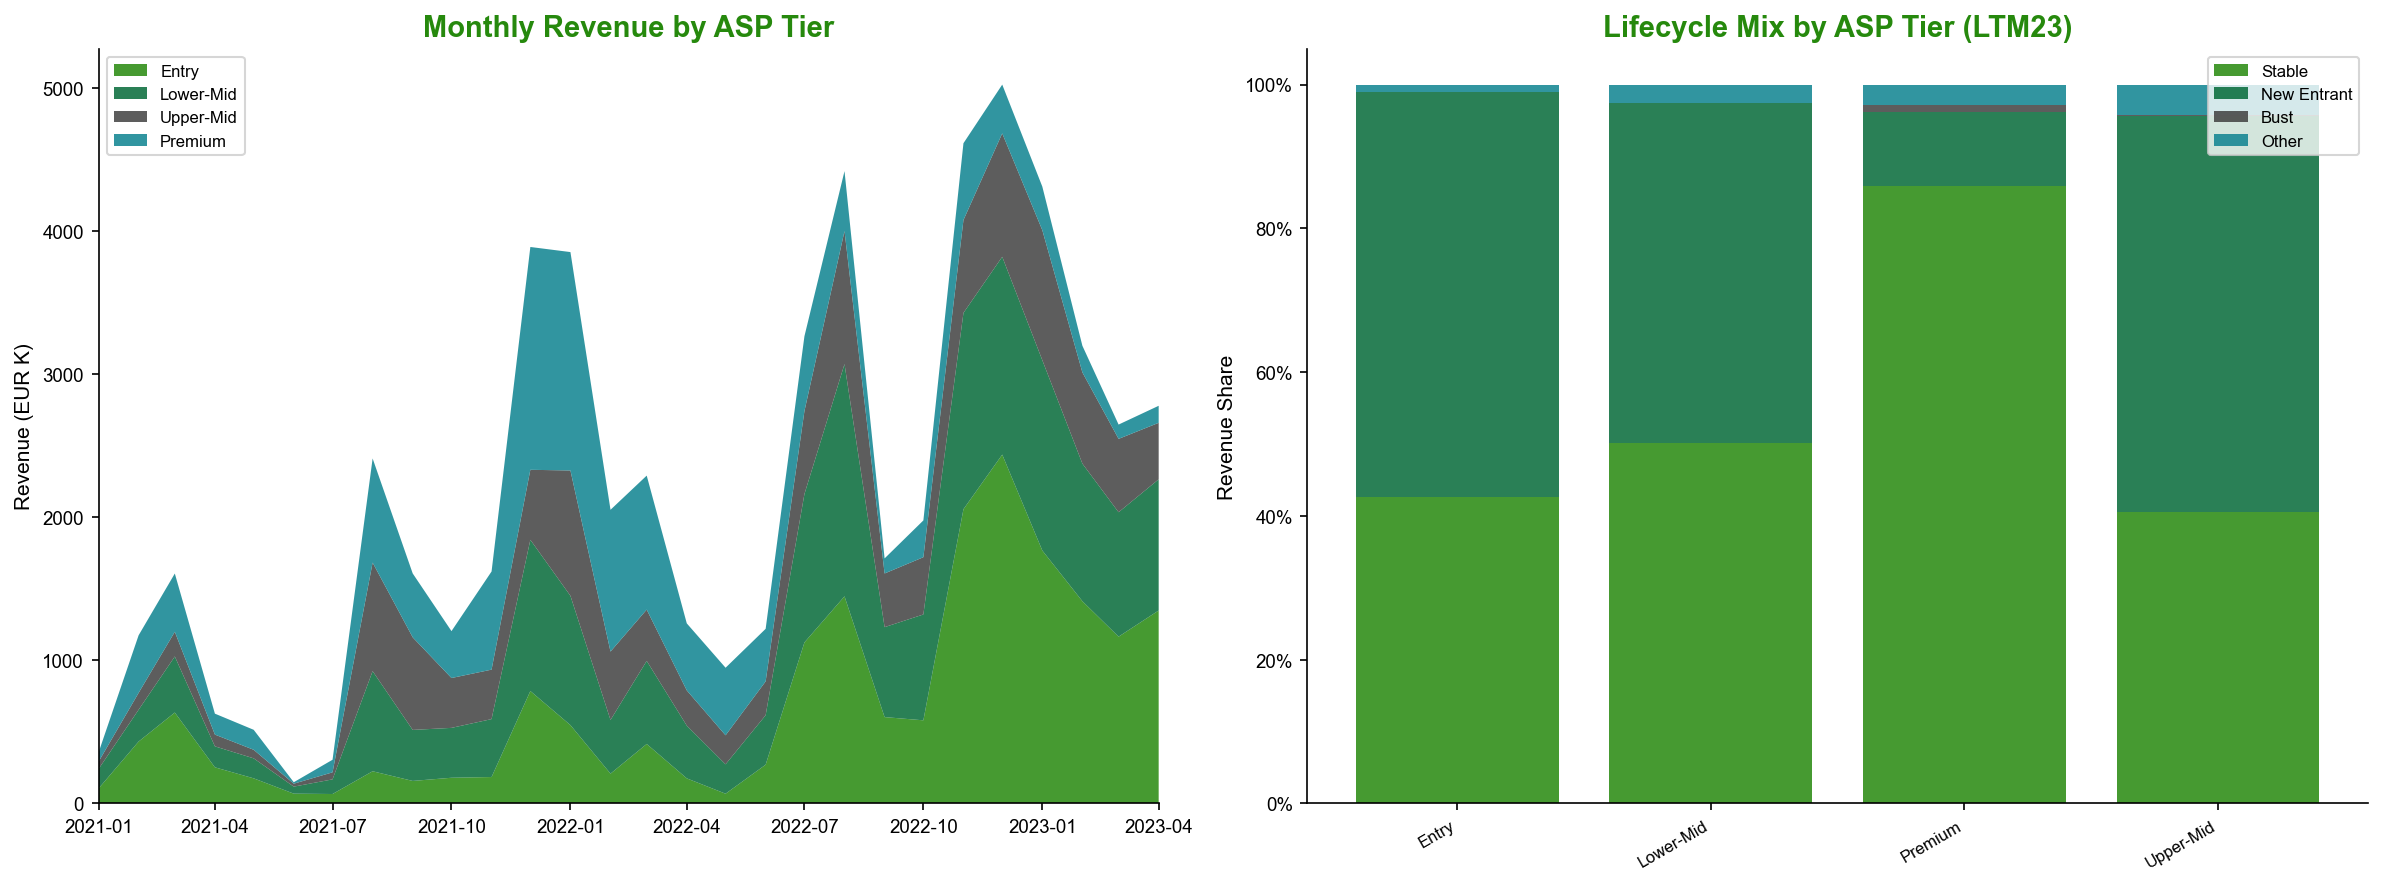 Monthly Revenue by ASP Tier
Entry
Lower-Mid
Upper-Mid
Premium
Revenue (EUR K)
5000
4000
3000
2000
1000
0
2021-01 2021-04 2021-07 2021-10 2022-01 2022-04 2022-07 2022-10 2023-01 2023-04
Lifecycle Mix by ASP Tier (LTM23)
Stable
New Entrant
Bust
Other
Revenue Share
100%
80%
60%
40%
20%
0%
Entry Lower-Mid Premium Upper-Mid